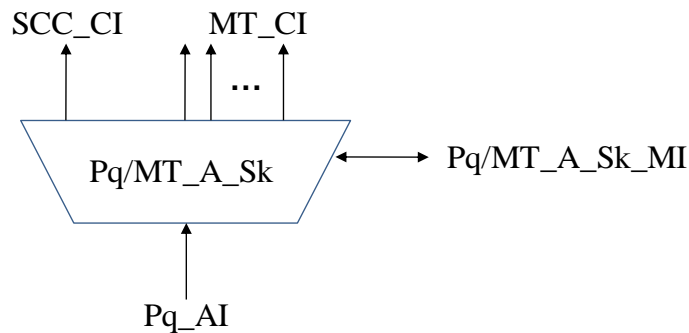 SCC_CI MT_CI
...
Pq/MT_A_Sk
Pq/MT_A_Sk_MI
Pq_AI